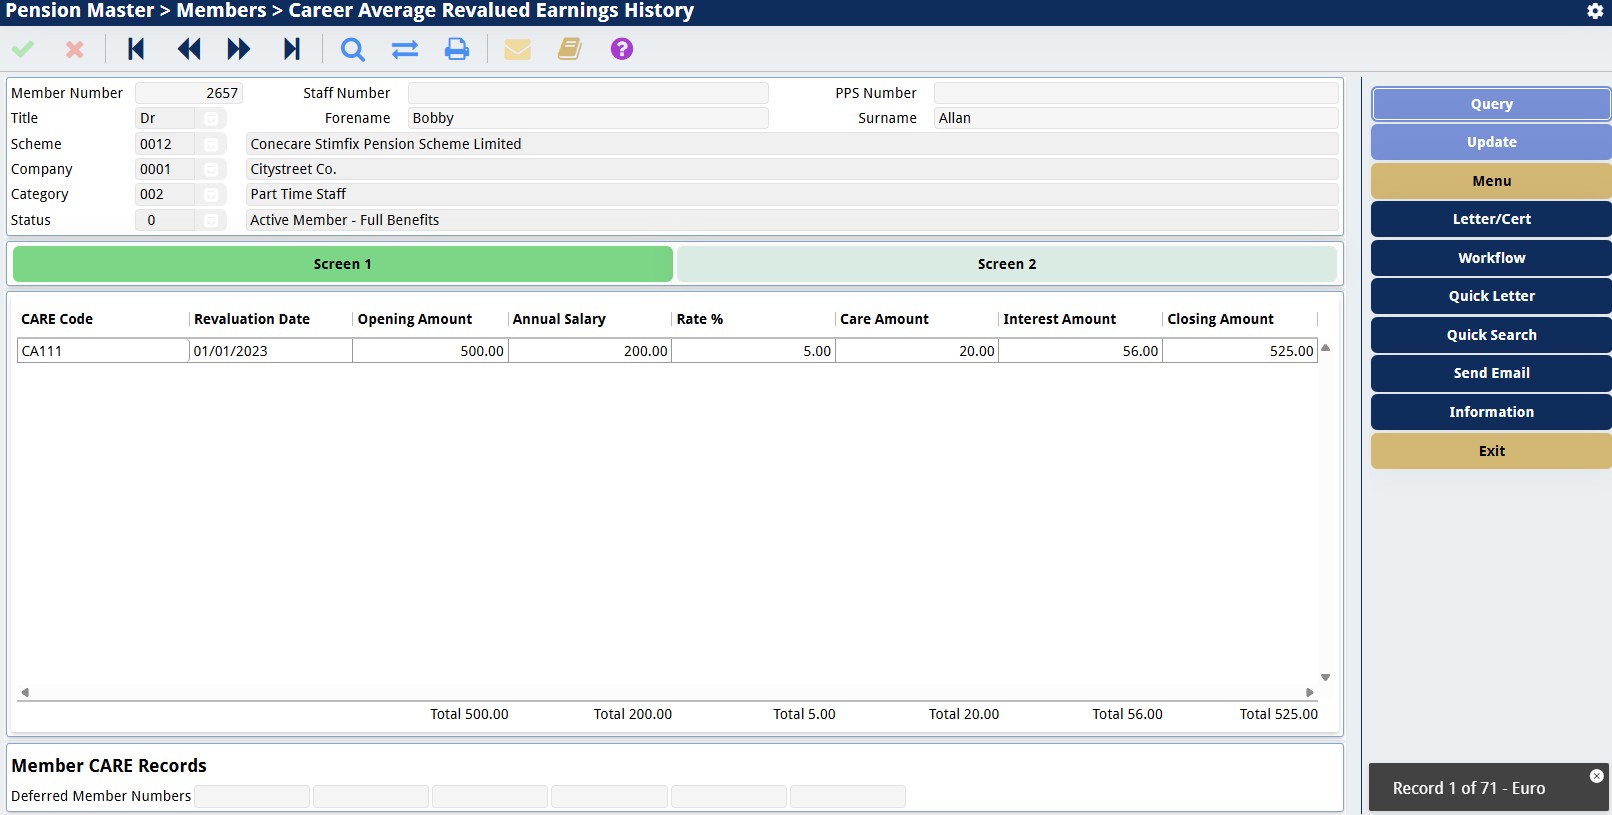 Pension Master > Members > Career Average Revalued Earnings History
Member Number 2657 Staff Number PPS Number
Title Dr Forename Bobby Surname Allan
Scheme 0012 Conecare Stimfix Pension Scheme Limited
Company 0001 Citystreet Co.
Category 002 Part Time Staff
Status 0 Active Member - Full Benefits
Screen 1 Screen 2
CARE Code Revaluation Date Opening Amount Annual Salary Rate % Care Amount Interest Amount Closing Amount
CA111 01/01/2023 500.00 200.00 5.00 20.00 56.00 525.00
Total 500.00 Total 200.00 Total 5.00 Total 20.00 Total 56.00 Total 525.00
Member CARE Records
Deferred Member Numbers
Query
Update
Menu
Letter/Cert
Workflow
Quick Letter
Quick Search
Send Email
Information
Exit
Record 1 of 71 - Euro